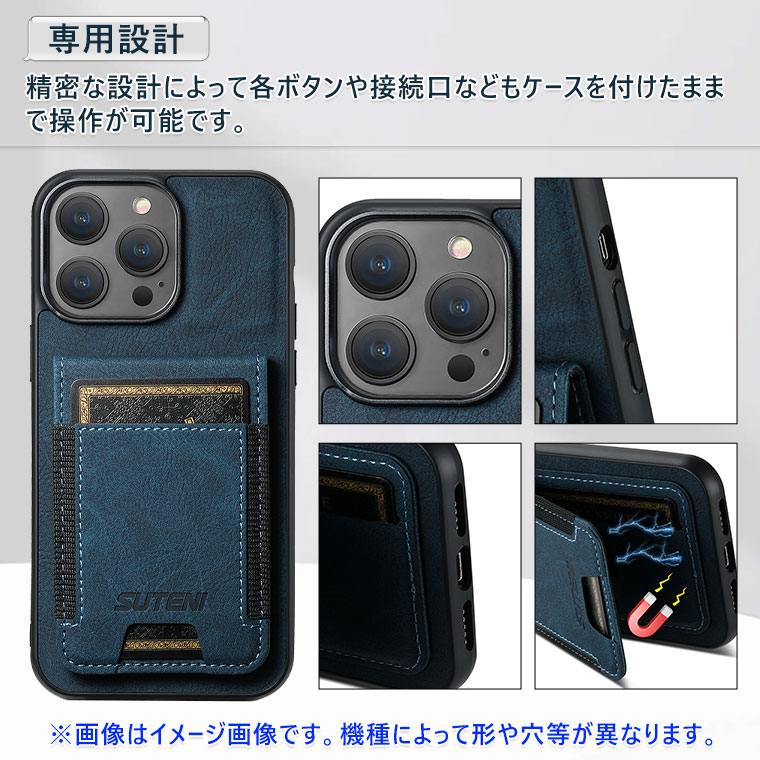 専用設計
精密な設計によって各ボタンや接続口などもケースを付けたまま
で操作が可能です。
SUTENI
※画像はイメージ画像です。機種によって形や穴等が異なります。